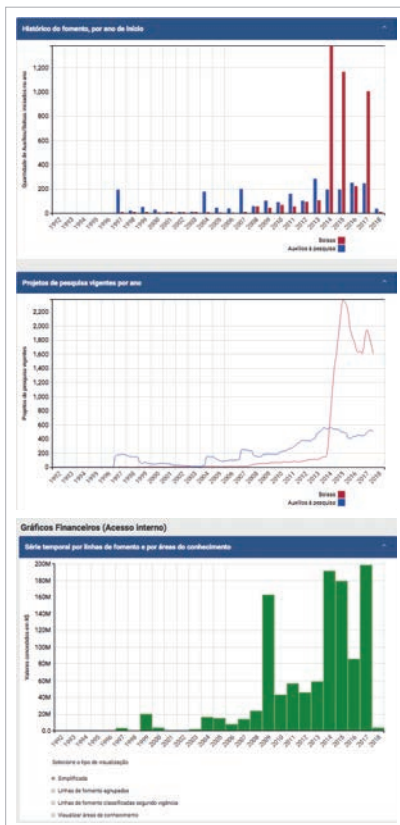 Histórico do fomento, por ano de início
Quantidade de Auxílios/Bolsas iniciados no ano
1,200
1,000
800
600
400
200
0
1992 1993 1994 1995 1996 1997 1998 1999 2000 2001 2002 2003 2004 2005 2006 2007 2008 2009 2010 2011 2012 2013 2014 2015 2016 2017 2018
Bolsas
Auxílios à pesquisa
Projetos de pesquisa vigentes por ano
Projetos de pesquisa vigentes
2,200
2,000
1,800
1,600
1,400
1,200
1,000
800
600
400
200
0
1992 1993 1994 1995 1996 1997 1998 1999 2000 2001 2002 2003 2004 2005 2006 2007 2008 2009 2010 2011 2012 2013 2014 2015 2016 2017 2018
Bolsas
Auxílios à pesquisa
Gráficos Financeiros (Acesso interno)
Série temporal por linhas de fomento e por áreas do conhecimento
Valores concedidos em R$
200M
180M
160M
140M
120M
100M
80M
60M
40M
20M
0.0
1992 1993 1994 1995 1996 1997 1998 1999 2000 2001 2002 2003 2004 2005 2006 2007 2008 2009 2010 2011 2012 2013 2014 2015 2016 2017 2018
Selecione o tipo de visualização
Simplificada
Linhas de fomento agrupadas
Linhas de fomento classificadas segundo vigência
Visualizar áreas do conhecimento